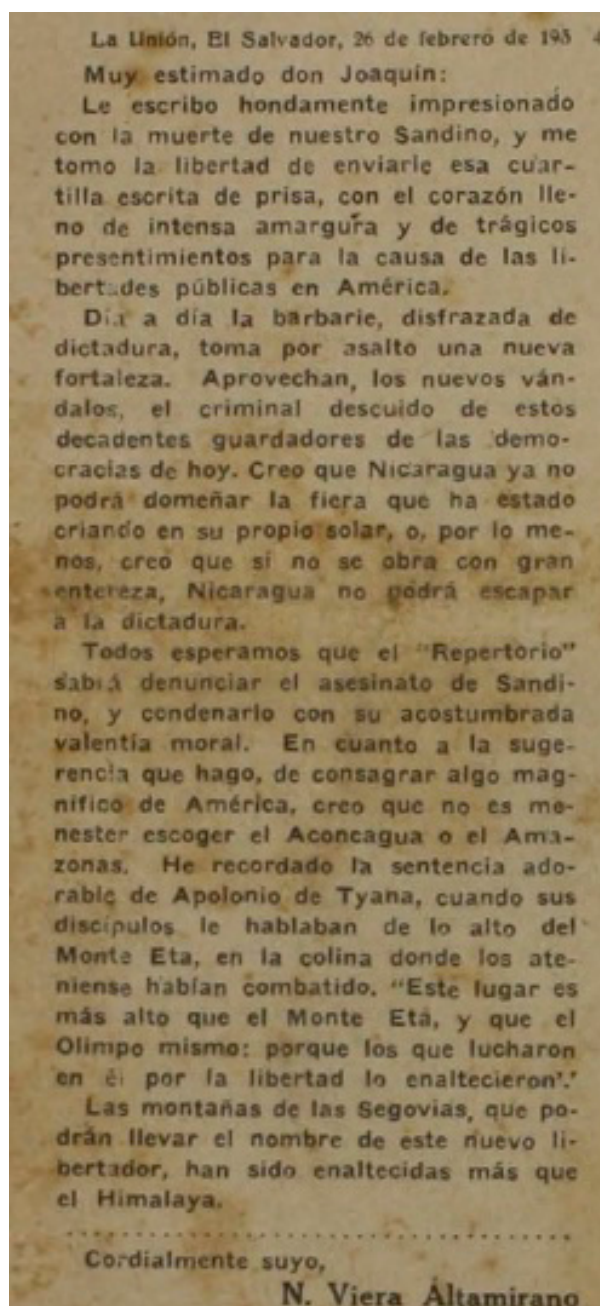 La Unión, El Salvador, 26 de febrero de 193 4
Muy estimado don Joaquín:
Le escribo hondamente impresionado
con la muerte de nuestro Sandino, y me
tomo la libertad de enviarle esa cuar-
tilla escrita de prisa, con el corazón lle-
no de intensa amargura y de trágicos
presentimientos para la causa de las li-
bertades públicas en América.
Día a día la barbarie, disfrazada de
dictadura, toma por asalto una nueva
fortaleza. Aprovechan, los nuevos ván-
dalos, el criminal descuido de estos
decadentes guardadores de las demo-
cracias de hoy. Creo que Nicaragua ya no
podrá domeñar la fiera que ha estado
criando en su propio solar, o, por lo me-
nos, creo que si no se obra con gran
entereza, Nicaragua no podrá escapar
a la dictadura.
Todos esperamos que el "Repertorio"
sabrá denunciar el asesinato de Sandi-
no, y condenarlo con su acostumbrada
valentía moral. En cuanto a la suge-
rencia que hago, de consagrar algo mag-
nífico de América, creo que no es me-
nester escoger el Aconcagua o el Ama-
zonas. He recordado la sentencia ado-
rable de Apolonio de Tyana, cuando sus
discípulos le hablaban de lo alto del
Monte Eta, en la colina donde los ate-
niense habían combatido. "Este lugar es
más alto que el Monte Eta, y que el
Olimpo mismo: porque los que lucharon
en él por la libertad lo enaltecieron'.'
Las montañas de las Segovias, que po-
drán llevar el nombre de este nuevo li-
bertador, han sido enaltecidas más que
el Himalaya.
Cordialmente suyo,
N. Viera Altamirano